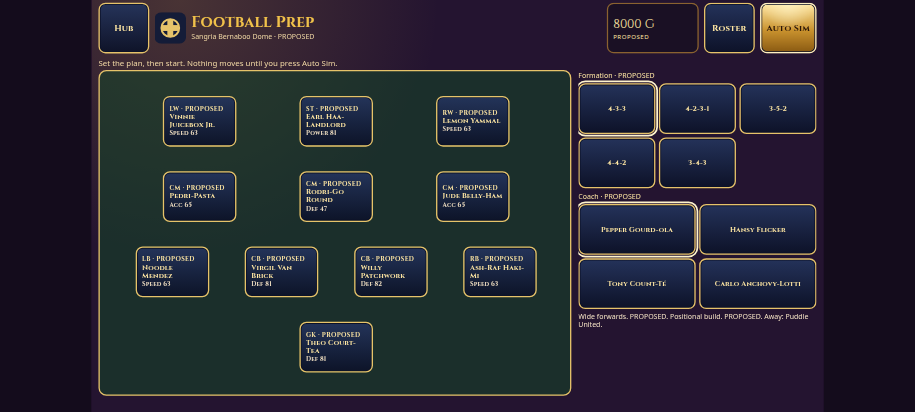 Hub
Football Prep
Sangria Bernaboo Dome · PROPOSED
8000 G
PROPOSED
Roster
Auto Sim
Set the plan, then start. Nothing moves until you press Auto Sim.
LW · PROPOSED
Vinnie
Juicebox Jr.
Speed 63
ST · PROPOSED
Earl Haa-
Landlord
Power 81
RW · PROPOSED
Lemon Yammal
Speed 63
CM · PROPOSED
Pedri-Pasta
Acc 65
CM · PROPOSED
Rodri-Go
Round
Def 47
CM · PROPOSED
Jude Belly-Ham
Acc 65
LB · PROPOSED
Noodle
Mendez
Speed 63
CB · PROPOSED
Virgil Van
Brick
Def 81
CB · PROPOSED
Willy
Patchwork
Def 82
RB · PROPOSED
Ash-Raf Haki-
Mi
Speed 63
GK · PROPOSED
Theo Court-
Tea
Def 81
Formation · PROPOSED
4-3-3
4-2-3-1
3-5-2
4-4-2
3-4-3
Coach · PROPOSED
Pepper Gourd-ola
Hansy Flicker
Tony Count-Té
Carlo Anchovy-Lotti
Wide forwards. PROPOSED. Positional build. PROPOSED. Away: Puddle
United.